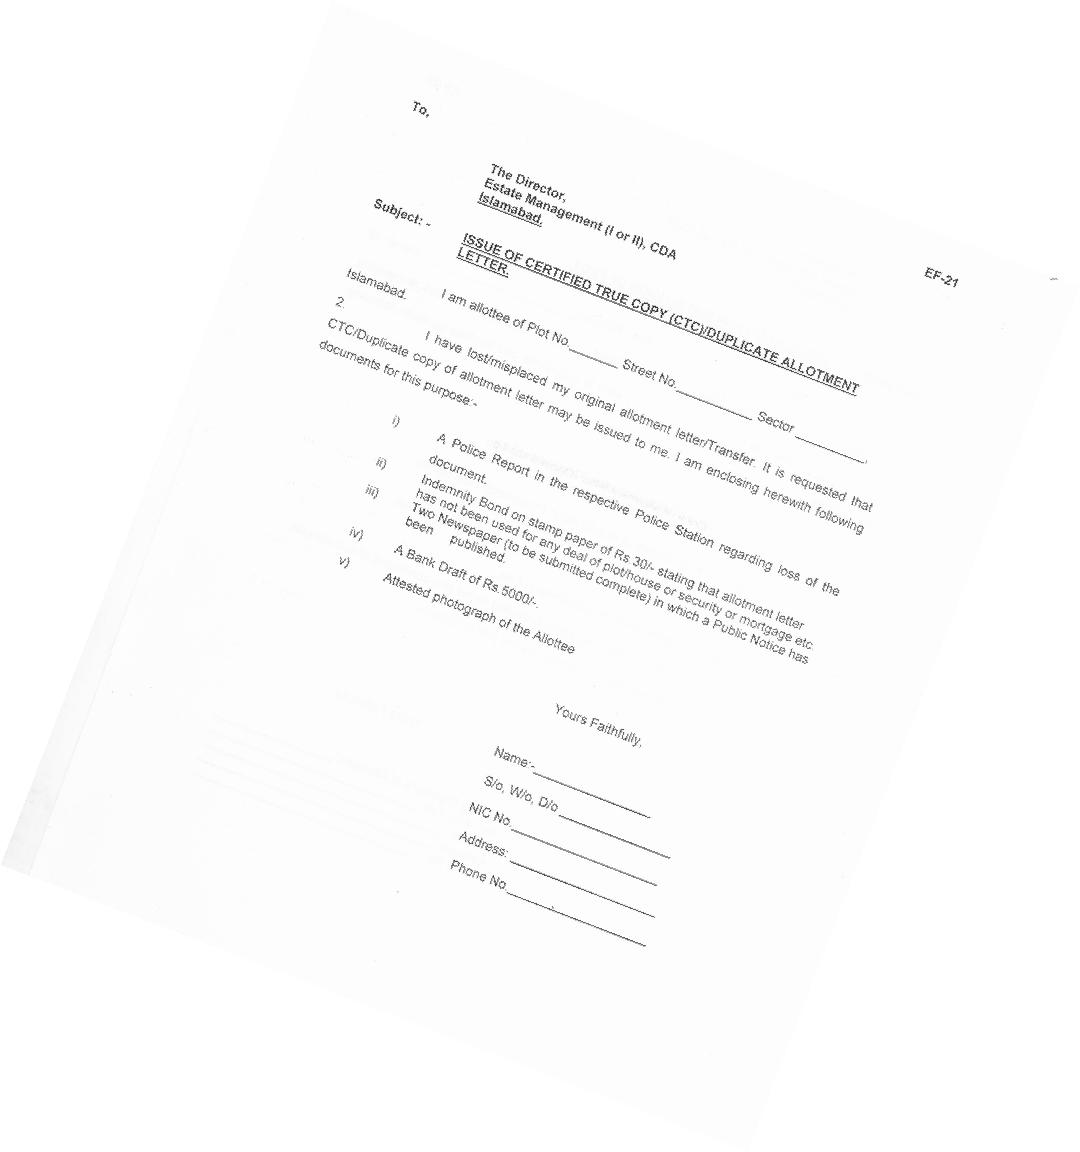 EF-21
To,
The Director,
Estate Management (I or II), CDA
Islamabad.
Subject: - ISSUE OF CERTIFIED TRUE COPY (CTC)/DUPLICATE ALLOTMENT
LETTER.
I am allottee of Plot No.______ Street No.__________ Sector_________,
Islamabad.
2. I have lost/misplaced my original allotment letter/Transfer. It is requested that
CTC/Duplicate copy of allotment letter may be issued to me. I am enclosing herewith following
documents for this purpose:-
i) A Police Report in the respective Police Station regarding loss of the
document.
ii) Indemnity Bond on stamp paper of Rs 30/- stating that allotment letter
has not been used for any deal of plot/house or security or mortgage etc.
iii) Two Newspaper (to be submitted complete) in which a Public Notice has
been published.
iv) A Bank Draft of Rs.5000/-.
v) Attested photograph of the Allottee
Yours Faithfully,
Name:-________________
S/o, W/o, D/o________________
NIC No.____________________
Address: ____________________
Phone No.___________________